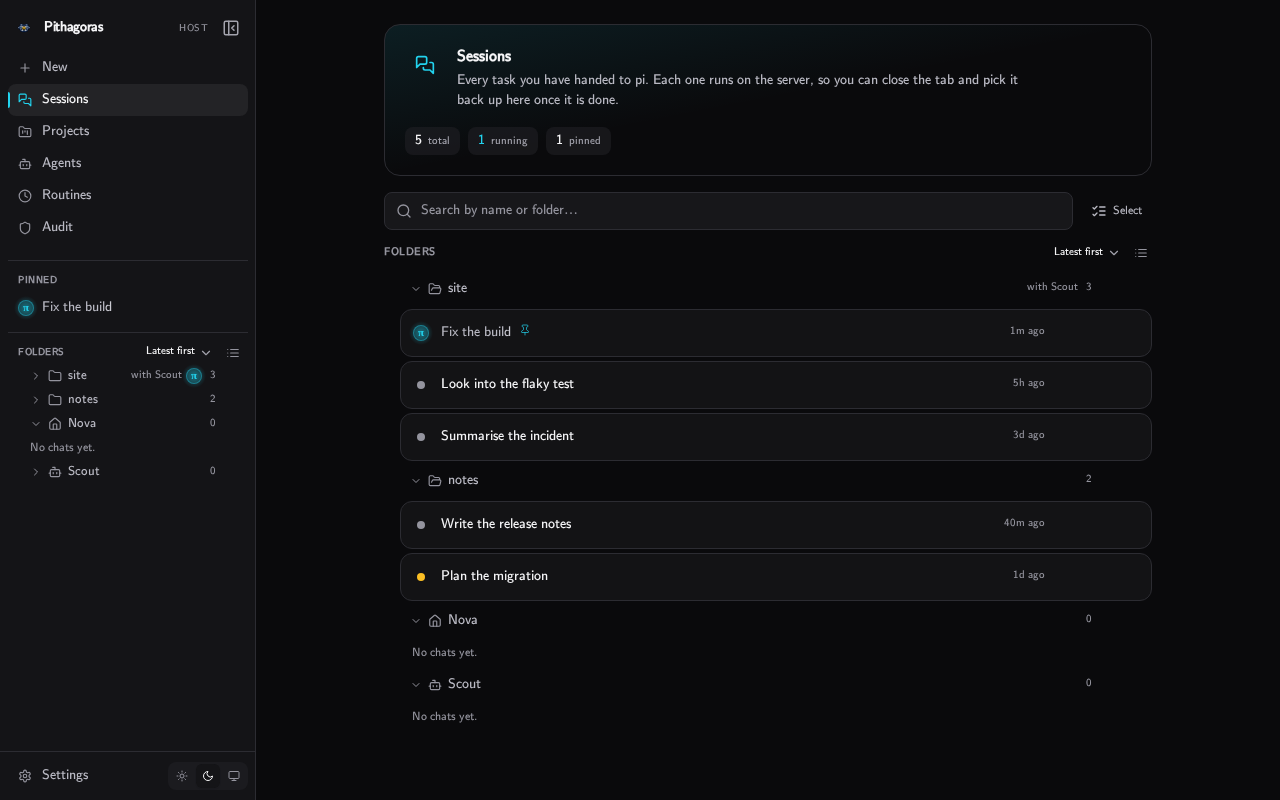 Pithagoras
HOST
New
Sessions
Projects
Agents
Routines
Audit
PINNED
π Fix the build
FOLDERS
Latest first
site with Scout π 3
notes 2
Nova 0
No chats yet.
Scout 0
Settings
Sessions
Every task you have handed to pi. Each one runs on the server, so you can close the tab and pick it
back up here once it is done.
5 total 1 running 1 pinned
Search by name or folder...
Select
FOLDERS
Latest first
site with Scout 3
π Fix the build 1m ago
Look into the flaky test 5h ago
Summarise the incident 3d ago
notes 2
Write the release notes 40m ago
Plan the migration 1d ago
Nova 0
No chats yet.
Scout 0
No chats yet.